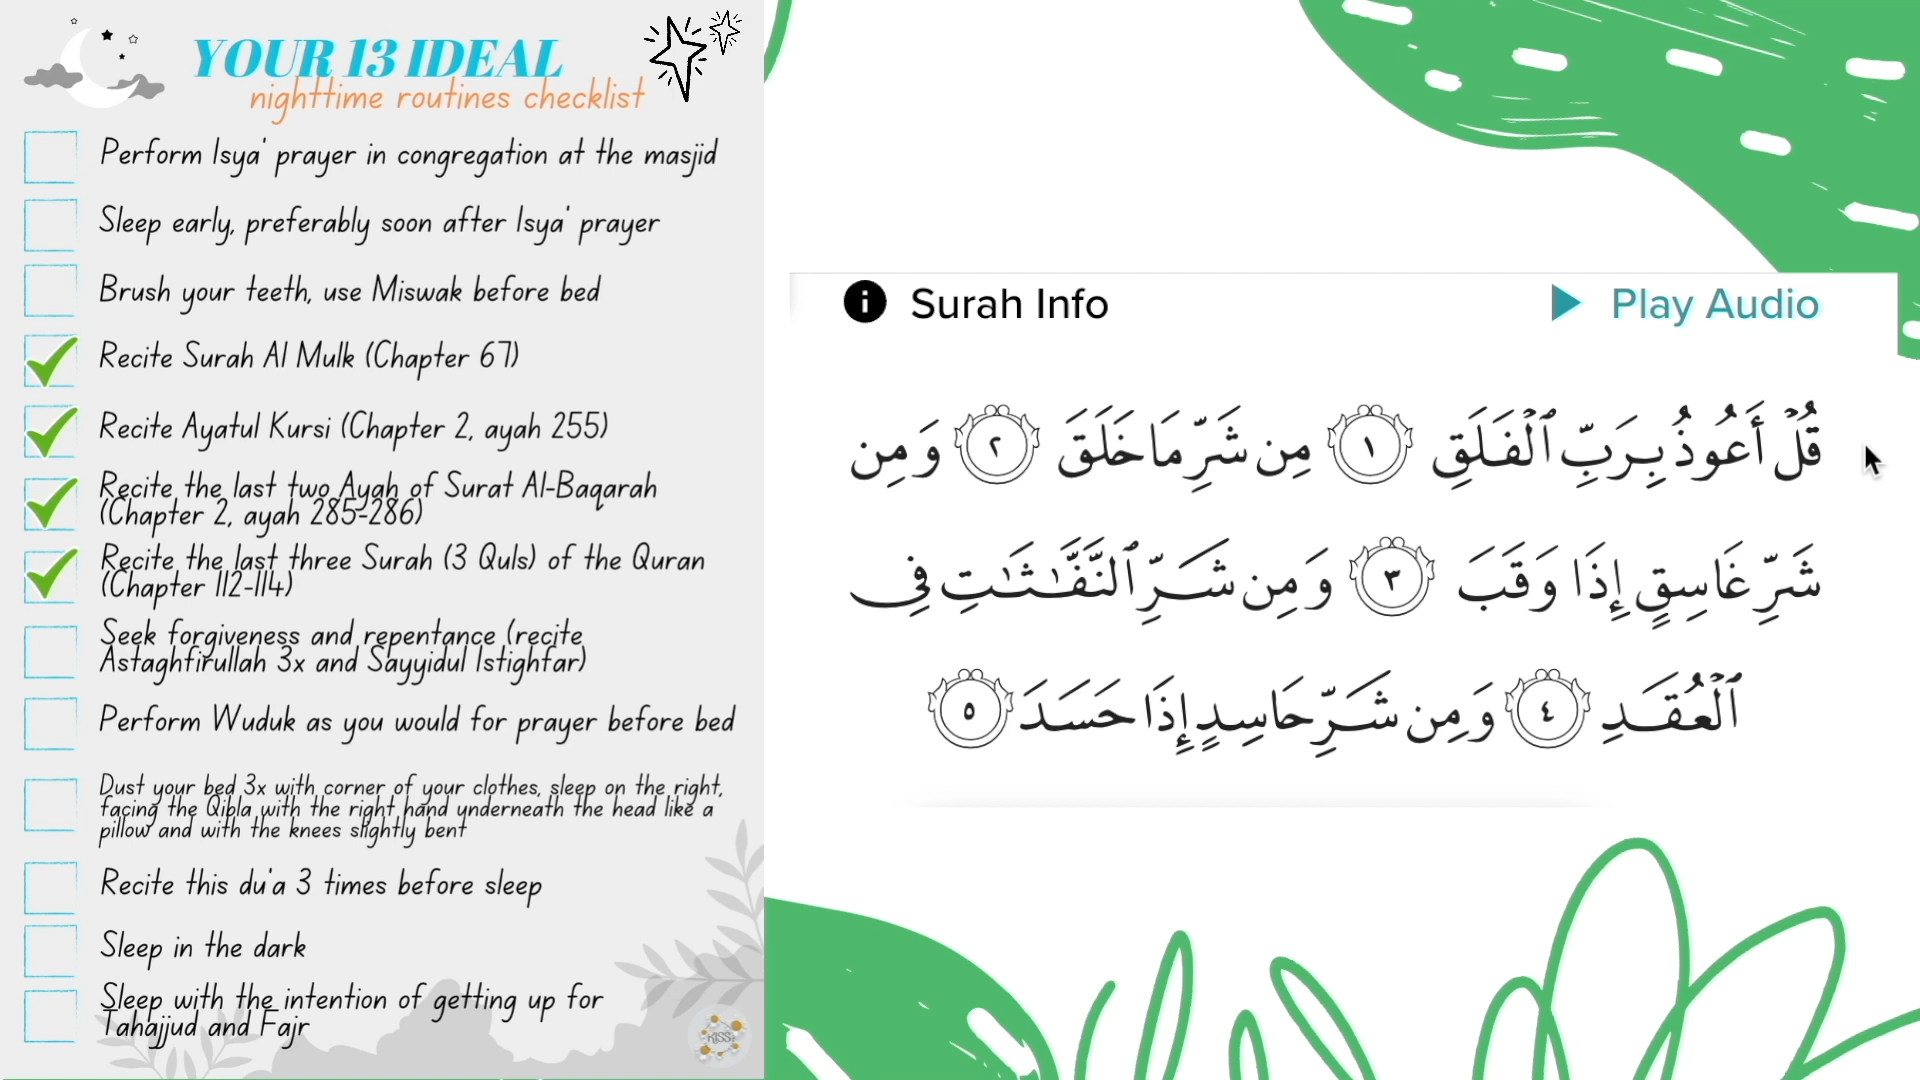 YOUR 13 IDEAL
nighttime routines checklist
Perform Isya' prayer in congregation at the masjid
Sleep early, preferably soon after Isya' prayer
Brush your teeth, use Miswak before bed
Recite Surah Al Mulk (Chapter 67)
Recite Ayatul Kursi (Chapter 2, ayah 255)
Recite the last two Ayah of Surat Al-Baqarah
(Chapter 2, ayah 285-286)
Recite the last three Surah (3 Quls) of the Quran
(Chapter 112-114)
Seek forgiveness and repentance (recite
Astaghfirullah 3x and Sayyidul Istighfar)
Perform Wuduk as you would for prayer before bed
Dust your bed 3x with corner of your clothes, sleep on the right,
facing the Qibla with the right hand underneath the head like a
pillow and with the knees slightly bent
Recite this du'a 3 times before sleep
Sleep in the dark
Sleep with the intention of getting up for
Tahajjud and Fajr
KISS
Surah Info
Play Audio
قُلْ أَعُوذُ بِرَبِّ ٱلْفَلَقِ ١ مِن شَرِّ مَا خَلَقَ ٢ وَمِن
شَرِّ غَاسِقٍ إِذَا وَقَبَ ٣ وَمِن شَرِّ ٱلنَّفَّـٰثَـٰتِ فِى
ٱلْعُقَدِ ٤ وَمِن شَرِّ حَاسِدٍ إِذَا حَسَدَ ٥